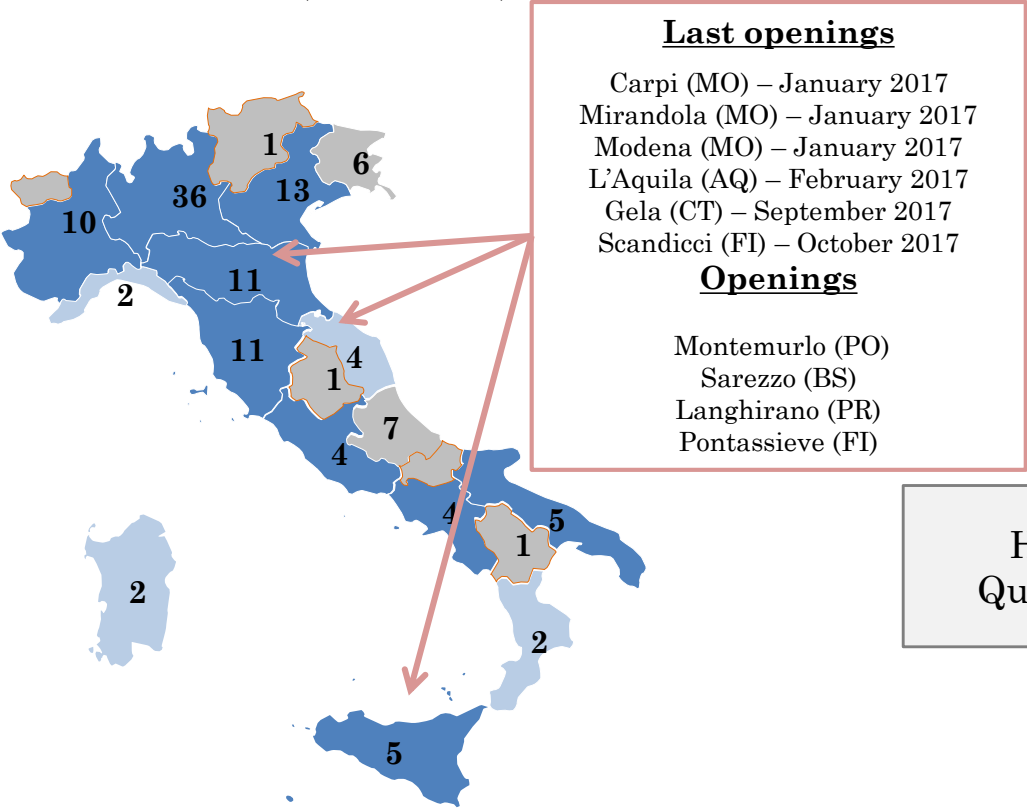 Last openings
Carpi (MO) – January 2017
Mirandola (MO) – January 2017
Modena (MO) – January 2017
L'Aquila (AQ) – February 2017
Gela (CT) – September 2017
Scandicci (FI) – October 2017
Openings
Montemurlo (PO)
Sarezzo (BS)
Langhirano (PR)
Pontassieve (FI)
1
6
36
13
10
11
2
11
4
1
7
4
4
5
1
2
2
5
H
Qu